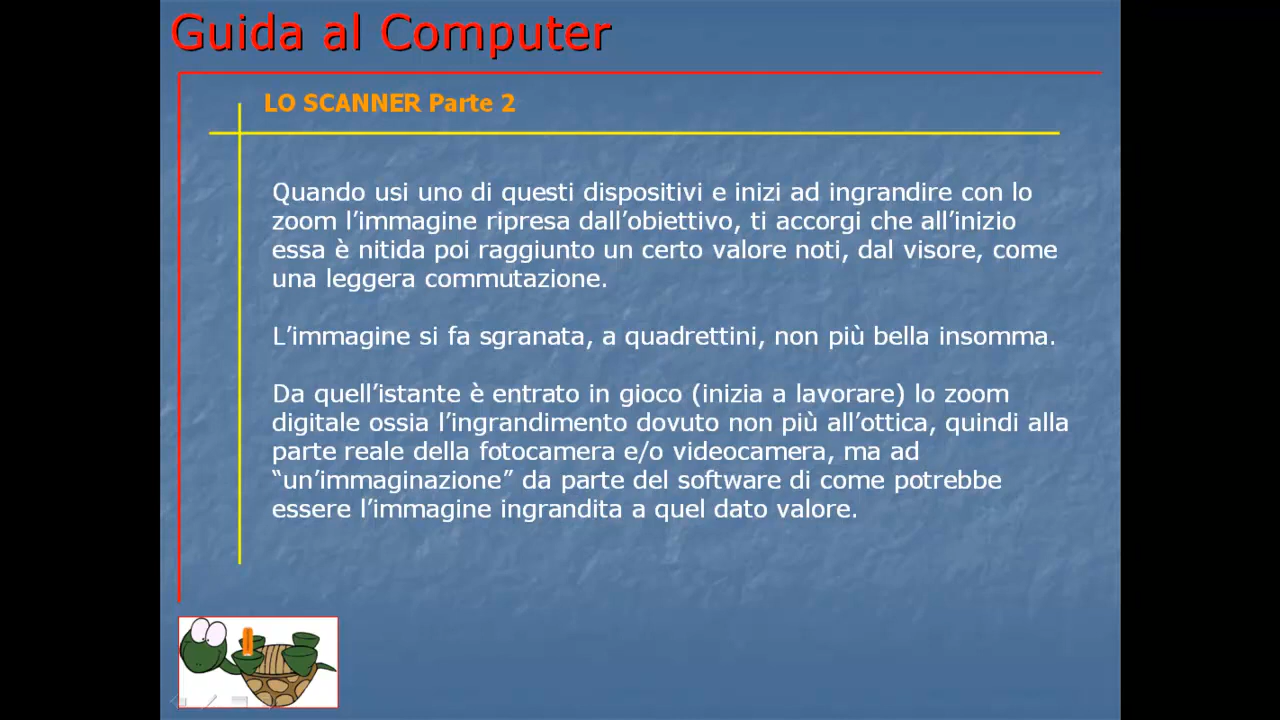 Guida al Computer
LO SCANNER Parte 2
Quando usi uno di questi dispositivi e inizi ad ingrandire con lo
zoom l’immagine ripresa dall’obiettivo, ti accorgi che all’inizio
essa è nitida poi raggiunto un certo valore noti, dal visore, come
una leggera commutazione.
L’immagine si fa sgranata, a quadrettini, non più bella insomma.
Da quell’istante è entrato in gioco (inizia a lavorare) lo zoom
digitale ossia l’ingrandimento dovuto non più all’ottica, quindi alla
parte reale della fotocamera e/o videocamera, ma ad
“un’immaginazione” da parte del software di come potrebbe
essere l’immagine ingrandita a quel dato valore.